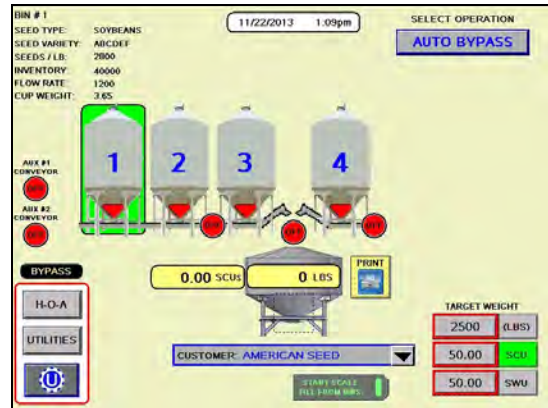 BIN # 1
SEED TYPE: SOYBEANS
SEED VARIETY: ABCDEF
SEEDS / LB: 2800
INVENTORY: 40000
FLOW RATE: 1200
CUP WEIGHT: 3.65
11/22/2013 1:09pm
SELECT OPERATION
AUTO BYPASS
1 2 3 4
AUX #1
CONVEYOR
OFF
AUX #2
CONVEYOR
OFF
OFF OFF OFF
BYPASS
H-O-A
UTILITIES
U
0.00 SCUs 0 LBS
PRINT
CUSTOMER: AMERICAN SEED
START SCALE
FILL FROM BINS
TARGET WEIGHT
2500 (LBS)
50.00 SCU
50.00 SWU